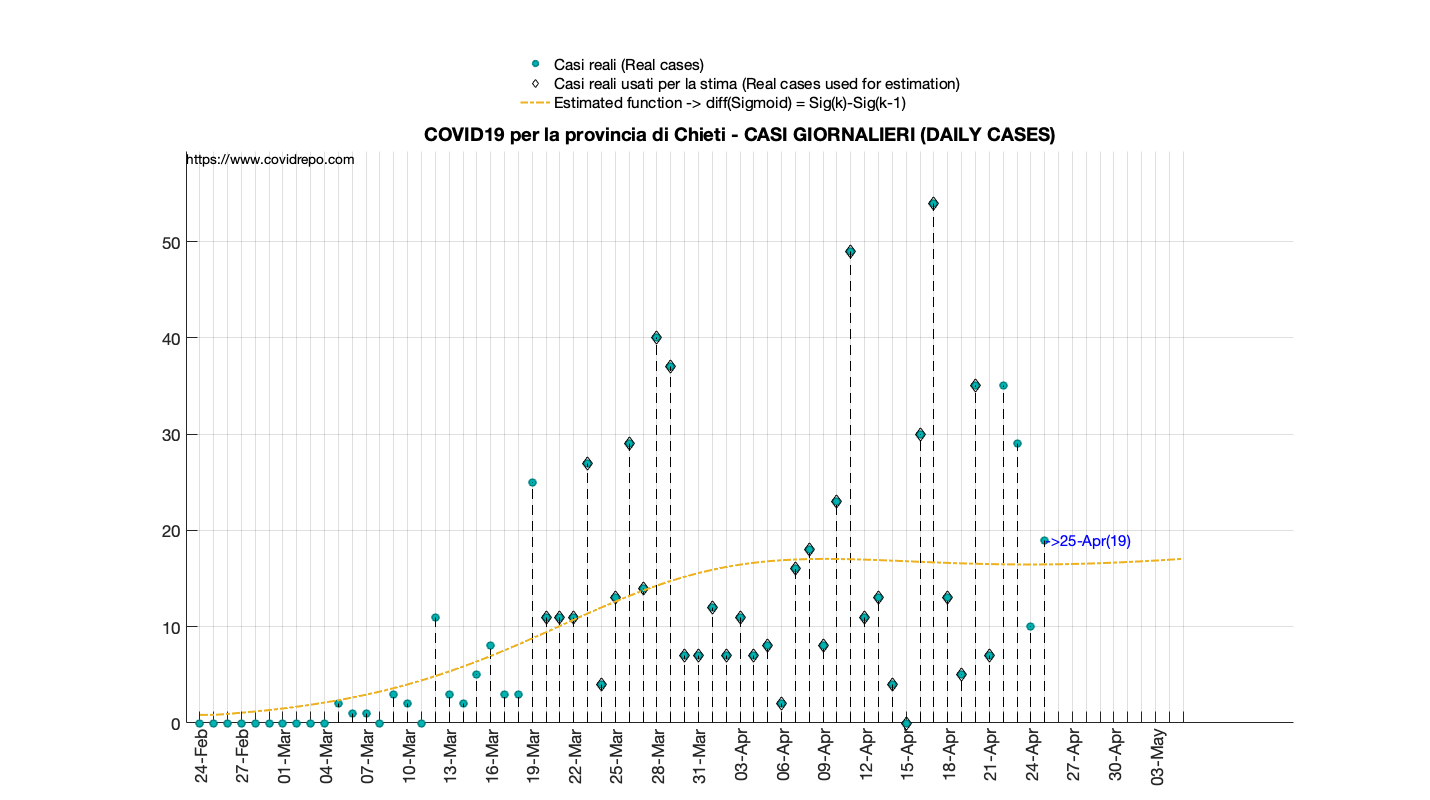 Casi reali (Real cases)
Casi reali usati per la stima (Real cases used for estimation)
Estimated function -> diff(Sigmoid) = Sig(k)-Sig(k-1)
COVID19 per la provincia di Chieti - CASI GIORNALIERI (DAILY CASES)
https://www.covidrepo.com
50
40
30
20
10
0
->25-Apr(19)
24-Feb
27-Feb
01-Mar
04-Mar
07-Mar
10-Mar
13-Mar
16-Mar
19-Mar
22-Mar
25-Mar
28-Mar
31-Mar
03-Apr
06-Apr
09-Apr
12-Apr
15-Apr
18-Apr
21-Apr
24-Apr
27-Apr
30-Apr
03-May